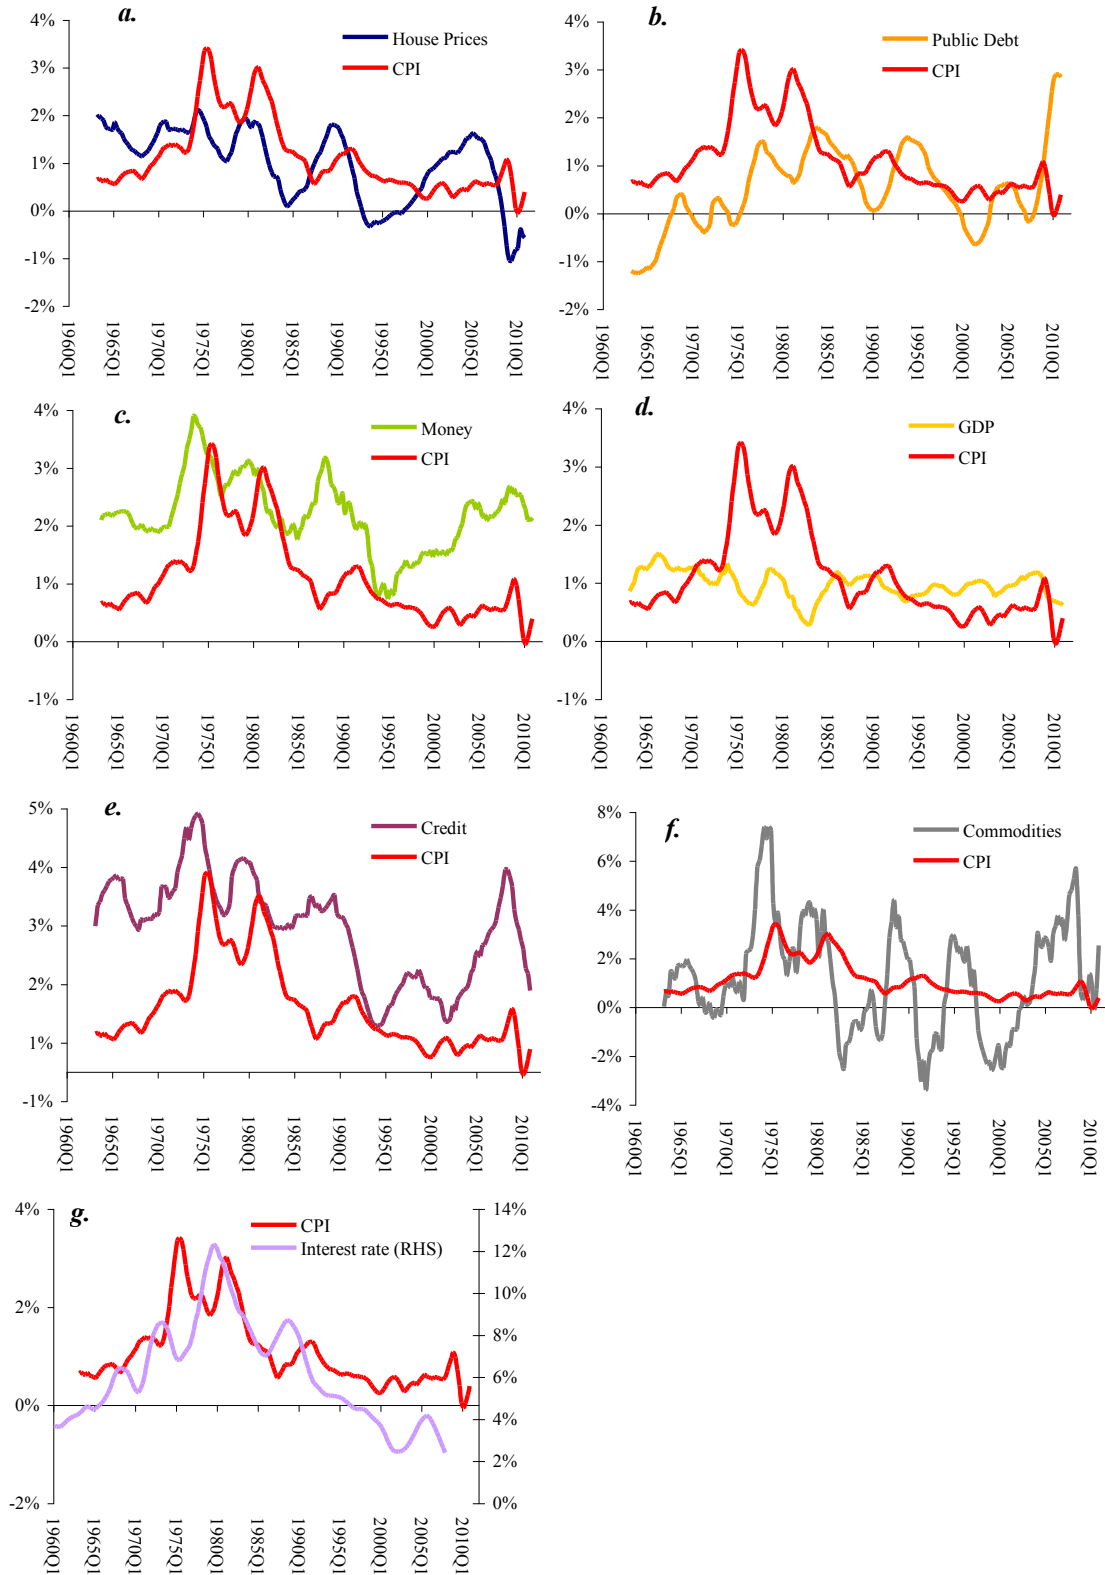 a.
4%
3%
2%
1%
0%
-1%
-2%
House Prices
CPI
1960Q1
1965Q1
1970Q1
1975Q1
1980Q1
1985Q1
1990Q1
1995Q1
2000Q1
2005Q1
2010Q1
b.
4%
3%
2%
1%
0%
-1%
-2%
Public Debt
CPI
1960Q1
1965Q1
1970Q1
1975Q1
1980Q1
1985Q1
1990Q1
1995Q1
2000Q1
2005Q1
2010Q1
c.
4%
3%
2%
1%
0%
-1%
Money
CPI
1960Q1
1965Q1
1970Q1
1975Q1
1980Q1
1985Q1
1990Q1
1995Q1
2000Q1
2005Q1
2010Q1
d.
4%
3%
2%
1%
0%
-1%
GDP
CPI
1960Q1
1965Q1
1970Q1
1975Q1
1980Q1
1985Q1
1990Q1
1995Q1
2000Q1
2005Q1
2010Q1
e.
5%
4%
3%
2%
1%
-1%
Credit
CPI
1960Q1
1965Q1
1970Q1
1975Q1
1980Q1
1985Q1
1990Q1
1995Q1
2000Q1
2005Q1
2010Q1
f.
8%
6%
4%
2%
0%
-2%
-4%
Commodities
CPI
1960Q1
1965Q1
1970Q1
1975Q1
1980Q1
1985Q1
1990Q1
1995Q1
2000Q1
2005Q1
2010Q1
g.
4%
2%
0%
-2%
CPI
Interest rate (RHS)
14%
12%
10%
8%
6%
4%
2%
0%
1960Q1
1965Q1
1970Q1
1975Q1
1980Q1
1985Q1
1990Q1
1995Q1
2000Q1
2005Q1
2010Q1